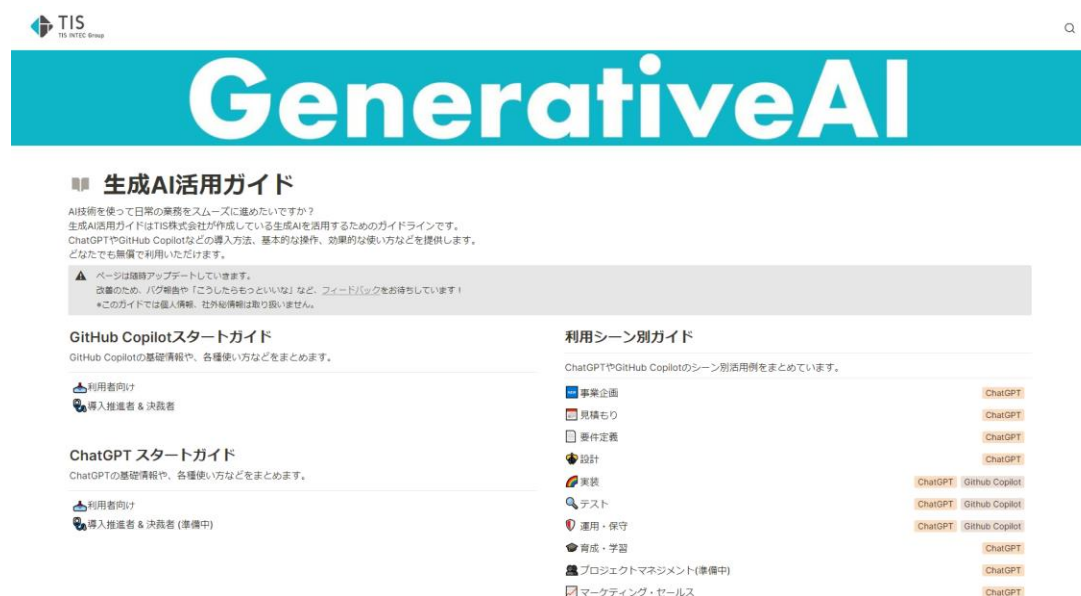 TIS
TIS INTEC Group
GenerativeAI
生成AI活用ガイド
AI技術を使って日常の業務をスムーズに進めたいですか？
生成AI活用ガイドはTIS株式会社が作成している生成AIを活用するためのガイドラインです。
ChatGPTやGitHub Copilotなどの導入方法、基本的な操作、効果的な使い方などを提供します。
どなたでも無償で利用いただけます。
ページは随時アップデートしていきます。
改善のため、バグ報告や「こうしたらもっといいな」など、フィードバックをお待ちしています！
*このガイドでは個人情報、社外秘情報は取り扱いません。
GitHub Copilotスタートガイド
GitHub Copilotの基礎情報や、各種使い方などをまとめます。
利用者向け
導入推進者 & 決裁者
ChatGPT スタートガイド
ChatGPTの基礎情報や、各種使い方などをまとめます。
利用者向け
導入推進者 & 決裁者 (準備中)
利用シーン別ガイド
ChatGPTやGitHub Copilotのシーン別活用例をまとめています。
事業企画 ChatGPT
見積もり ChatGPT
要件定義 ChatGPT
設計 ChatGPT
実装 ChatGPT Github Copilot
テスト ChatGPT Github Copilot
運用・保守 ChatGPT Github Copilot
育成・学習 ChatGPT
プロジェクトマネジメント(準備中) ChatGPT
マーケティング・セールス ChatGPT